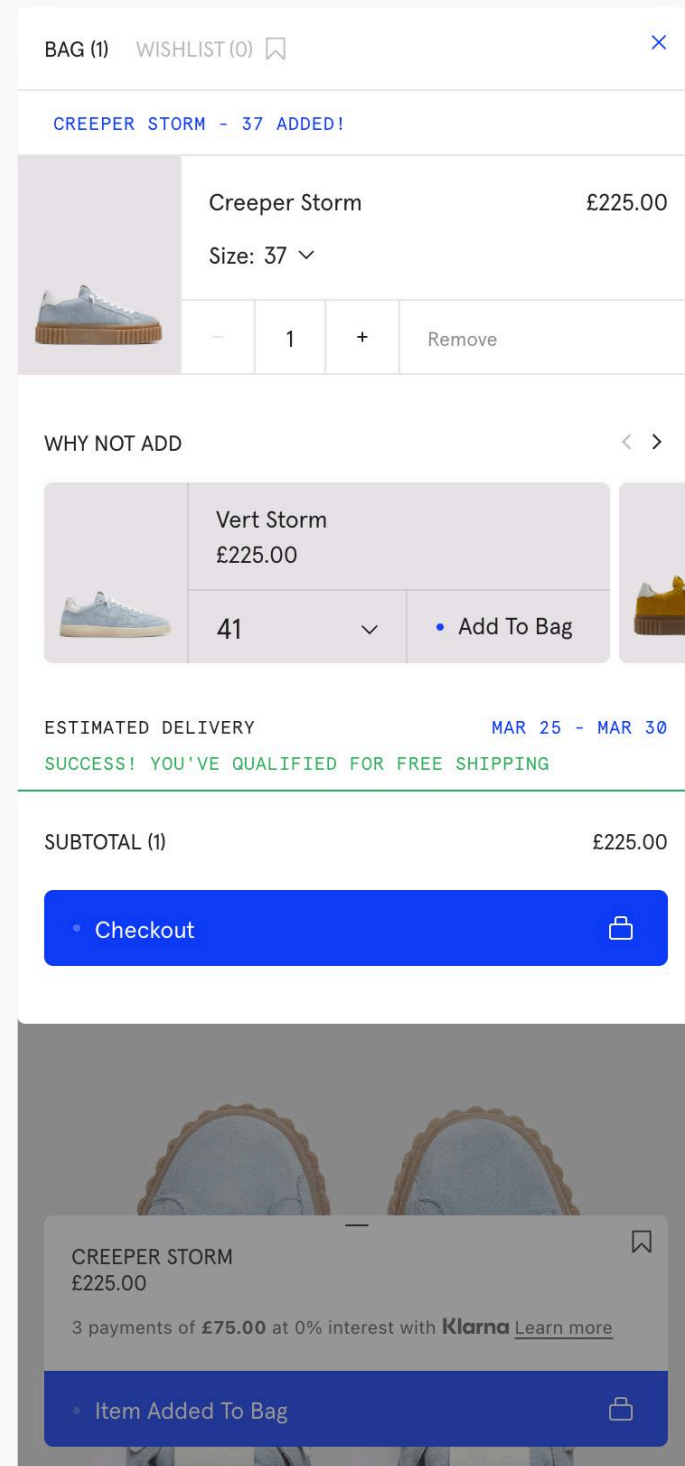 BAG (1) WISHLIST (0)
CREEPER STORM - 37 ADDED!
Creeper Storm £225.00
Size: 37
1 + Remove
WHY NOT ADD
Vert Storm
£225.00
41 • Add To Bag
ESTIMATED DELIVERY MAR 25 - MAR 30
SUCCESS! YOU'VE QUALIFIED FOR FREE SHIPPING
SUBTOTAL (1) £225.00
• Checkout
CREEPER STORM
£225.00
3 payments of £75.00 at 0% interest with Klarna Learn more
• Item Added To Bag